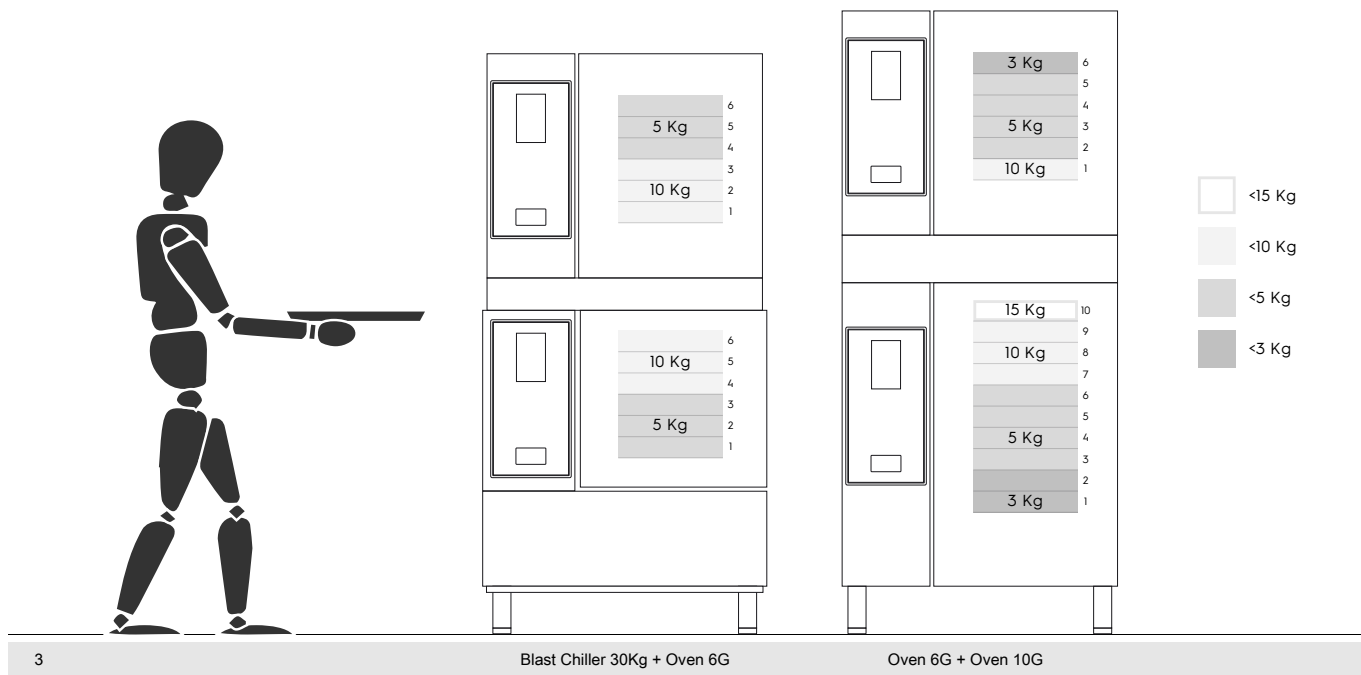 6
5 Kg 5
4
3
10 Kg 2
1
6
10 Kg 5
4
3
5 Kg 2
1
3 Kg 6
5
4
5 Kg 3
2
10 Kg 1
15 Kg 10
9
10 Kg 8
7
6
5
5 Kg 4
3
2
3 Kg 1
<15 Kg
<10 Kg
<5 Kg
<3 Kg
3 Blast Chiller 30Kg + Oven 6G Oven 6G + Oven 10G